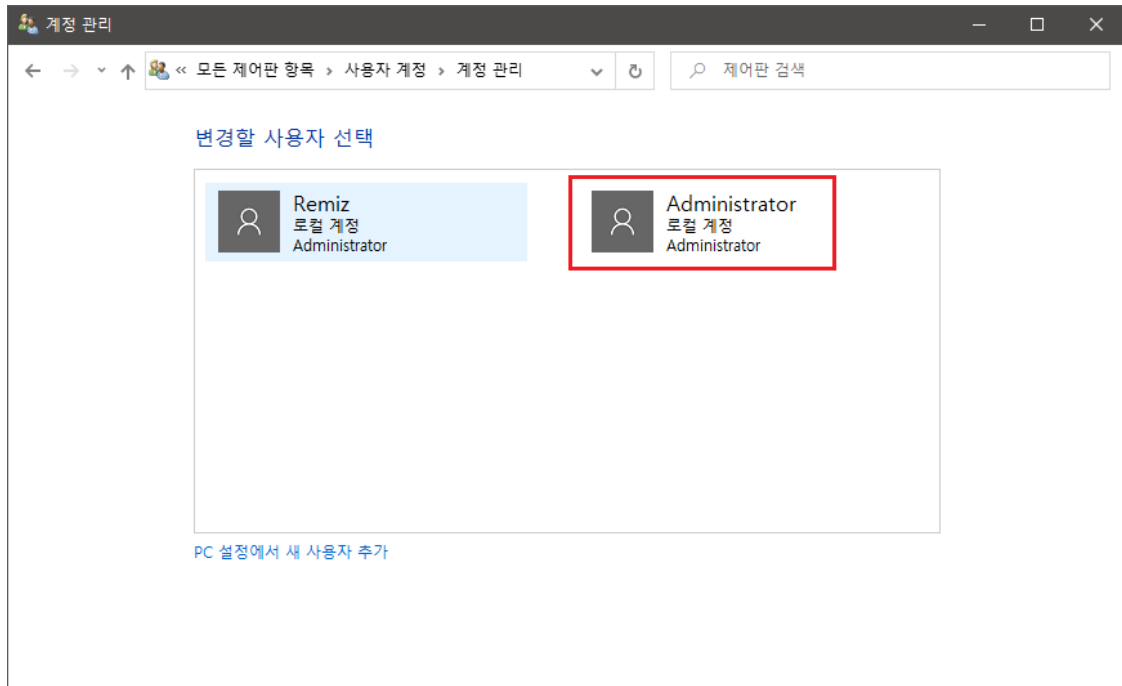 계정 관리
« 모든 제어판 항목 › 사용자 계정 › 계정 관리
제어판 검색
변경할 사용자 선택
Remiz
로컬 계정
Administrator
Administrator
로컬 계정
Administrator
PC 설정에서 새 사용자 추가